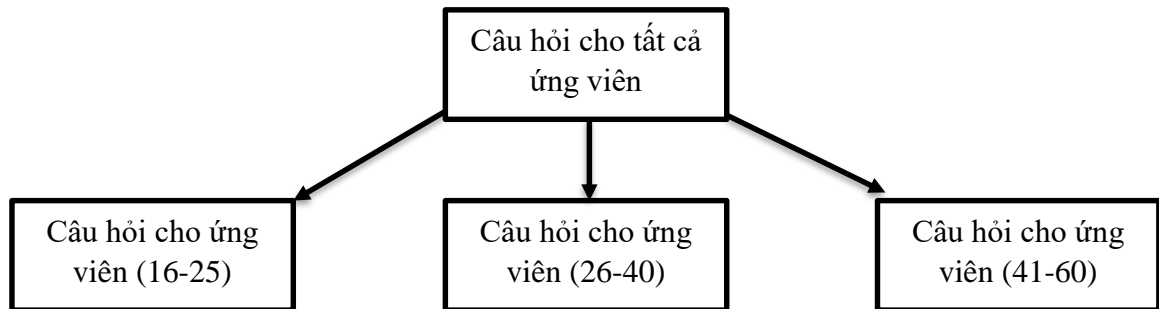 Câu hỏi cho tất cả
ứng viên
Câu hỏi cho ứng
viên (16-25)
Câu hỏi cho ứng
viên (26-40)
Câu hỏi cho ứng
viên (41-60)